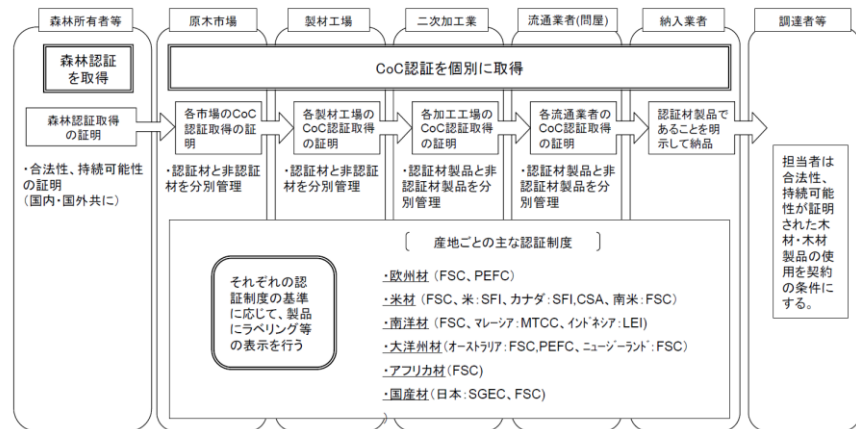 森林所有者等
原木市場
製材工場
二次加工業
流通業者(問屋)
納入業者
調達者等
森林認証
を取得
CoC認証を個別に取得
森林認証取得
の証明
各市場のCoC
認証取得の証
明
各製材工場の
CoC認証取得
の証明
各加工工場の
CoC認証取得
の証明
各流通業者の
CoC認証取得
の証明
認証材製品で
あることを明
示して納品
・合法性、持続可能性
の証明
(国内・国外共に)
・認証材と非認証
材を分別管理
・認証材と非認証
材を分別管理
・認証材製品と非
認証材製品を分
別管理
・認証材製品と非
認証材製品を分
別管理
担当者は
合法性、
持続可能
性が証明
された木
材・木材
製品の使
用を契約
の条件に
する。
それぞれの認
証制度の基準
に応じて、製品
にラベリング等
の表示を行う
〔 産地ごとの主な認証制度 〕
・欧州材 (FSC、PEFC)
・米材 (FSC、米:SFI、カナダ:SFI,CSA、南米:FSC)
・南洋材 (FSC、マレーシア:MTCC、インドネシア:LEI)
・大洋州材(オーストラリア:FSC,PEFC、ニュージーランド:FSC)
・アフリカ材(FSC)
・国産材(日本:SGEC、FSC)
)